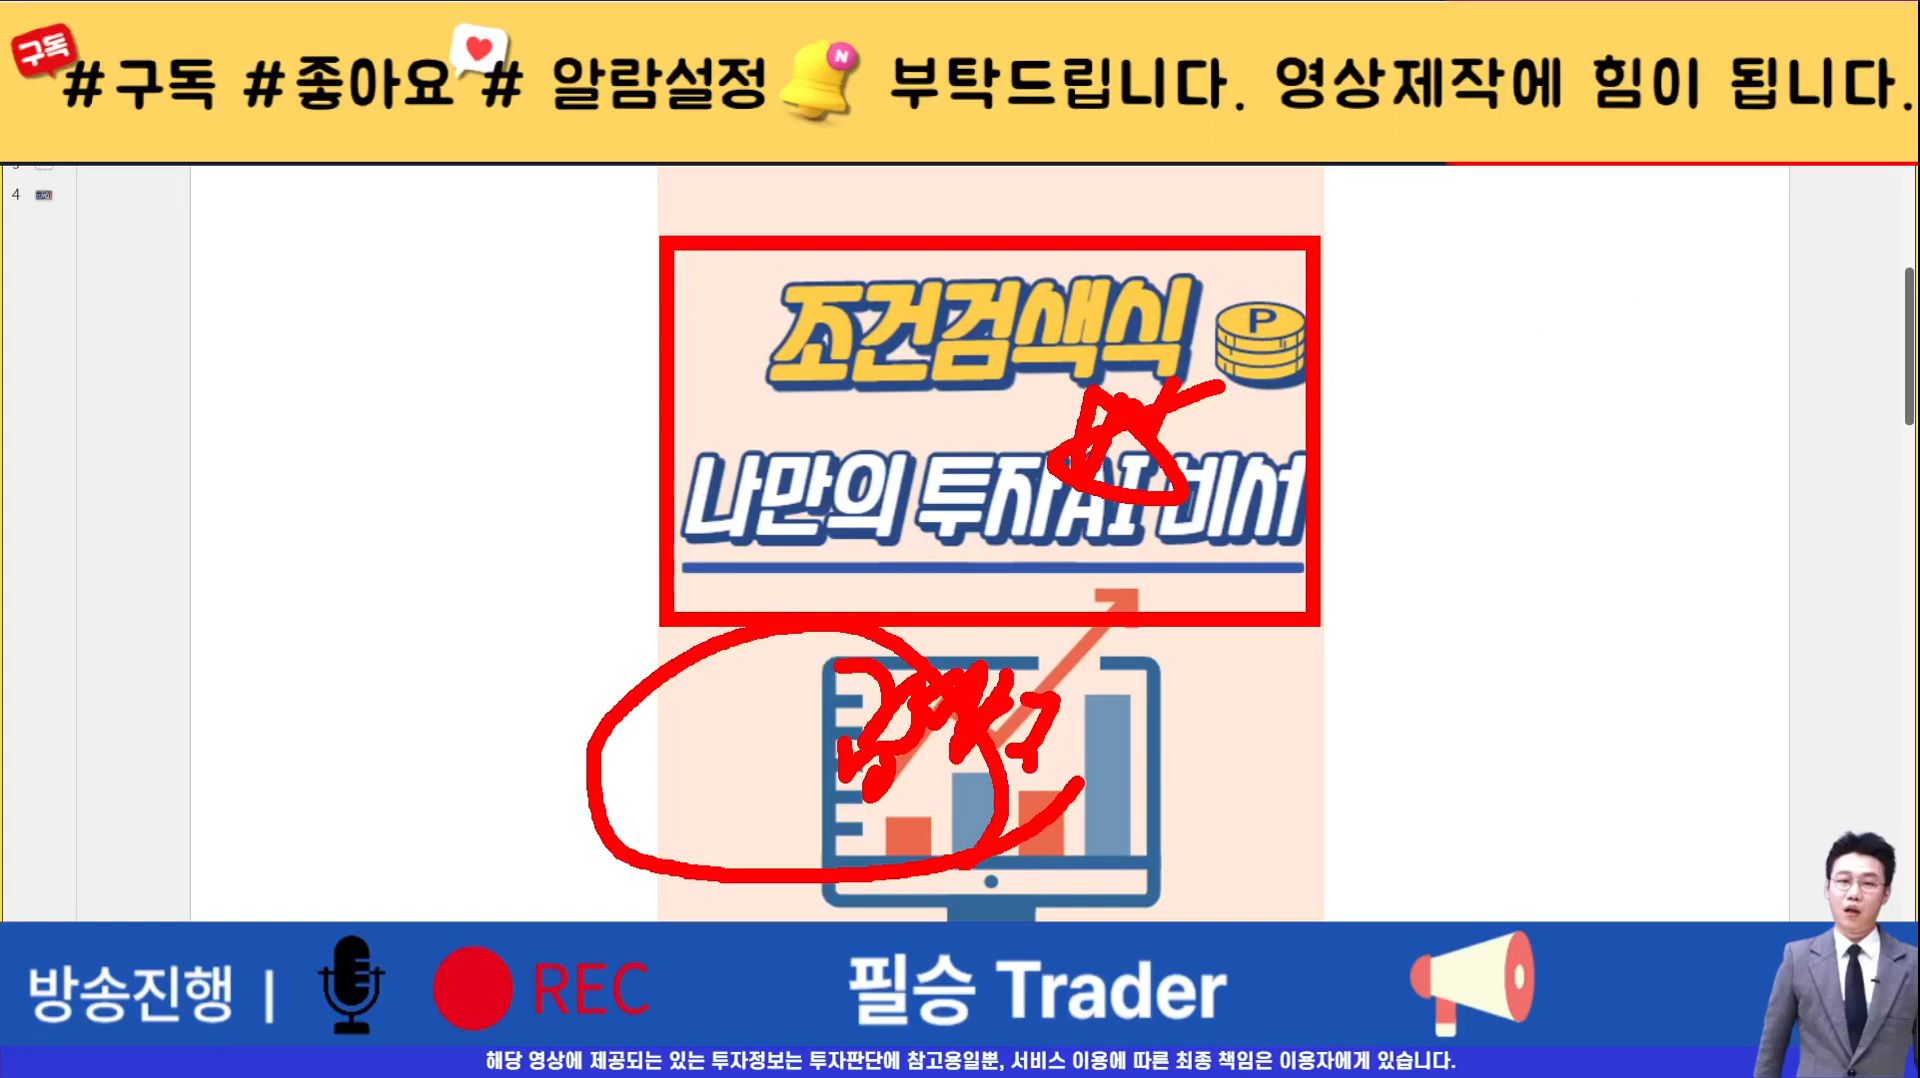 구독
#구독 #좋아요 # 알람설정 N 부탁드립니다. 영상제작에 힘이 됩니다.
4
조건검색식 P
나만의 투자AI 비서
방송진행 | REC 필승 Trader
해당 영상에 제공되는 있는 투자정보는 투자판단에 참고용일뿐, 서비스 이용에 따른 최종 책임은 이용자에게 있습니다.